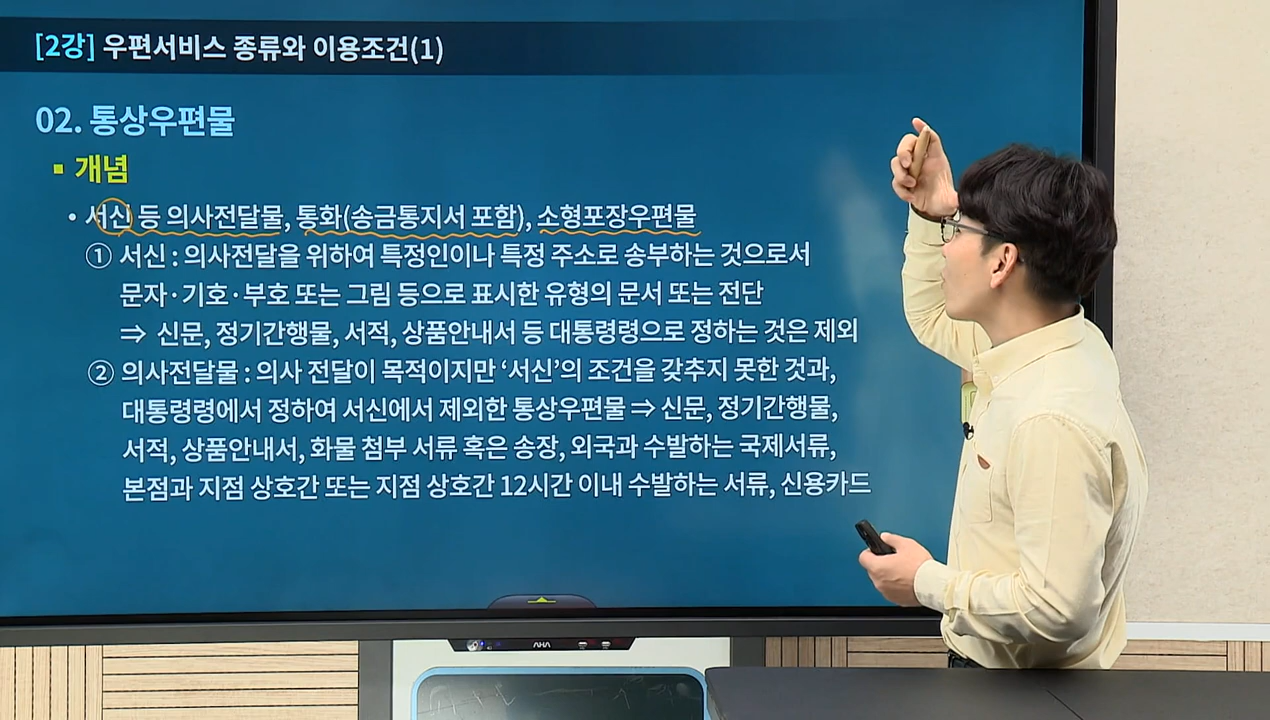 [2강] 우편서비스 종류와 이용조건(1)
02. 통상우편물
▪ 개념
• 서신 등 의사전달물, 통화(송금통지서 포함), 소형포장우편물
① 서신 : 의사전달을 위하여 특정인이나 특정 주소로 송부하는 것으로서
문자·기호·부호 또는 그림 등으로 표시한 유형의 문서 또는 전단
⇒ 신문, 정기간행물, 서적, 상품안내서 등 대통령령으로 정하는 것은 제외
② 의사전달물 : 의사 전달이 목적이지만 ‘서신’의 조건을 갖추지 못한 것과,
대통령령에서 정하여 서신에서 제외한 통상우편물 ⇒ 신문, 정기간행물,
서적, 상품안내서, 화물 첨부 서류 혹은 송장, 외국과 수발하는 국제서류,
본점과 지점 상호간 또는 지점 상호간 12시간 이내 수발하는 서류, 신용카드
AHA